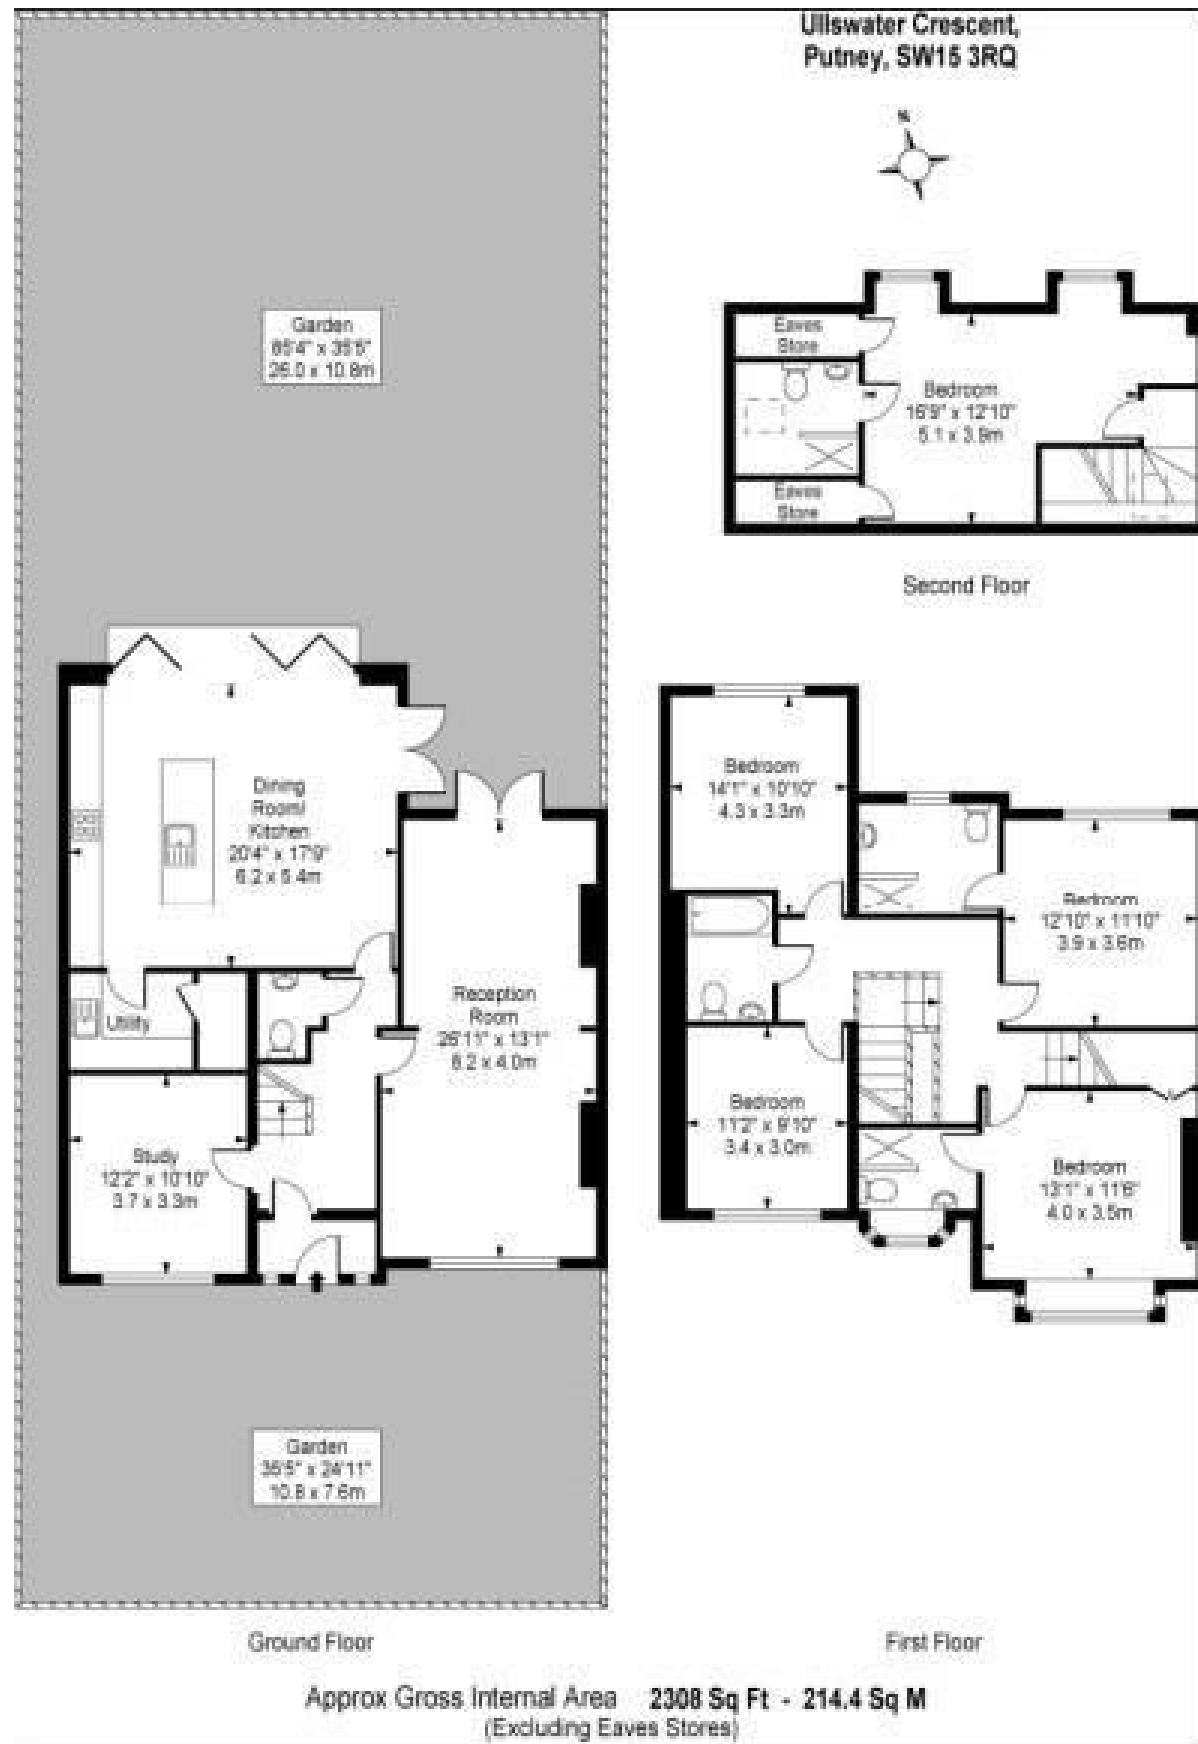 Ullswater Crescent,
Putney, SW15 3RQ
N
Garden
85'4" x 35'5"
26.0 x 10.8m
Eaves
Store
Bedroom
16'9" x 12'10"
5.1 x 3.9m
Eaves
Store
Second Floor
Dining
Room/
Kitchen
20'4" x 17'9"
6.2 x 5.4m
Utility
Reception
Room
26'11" x 13'1"
8.2 x 4.0m
Study
12'2" x 10'10"
3.7 x 3.3m
Garden
35'5" x 24'11"
10.8 x 7.6m
Ground Floor
Bedroom
14'1" x 10'10"
4.3 x 3.3m
Bedroom
12'10" x 11'10"
3.9 x 3.6m
Bedroom
11'2" x 9'10"
3.4 x 3.0m
Bedroom
13'1" x 11'6"
4.0 x 3.5m
First Floor
Approx Gross Internal Area 2308 Sq Ft - 214.4 Sq M
(Excluding Eaves Stores)